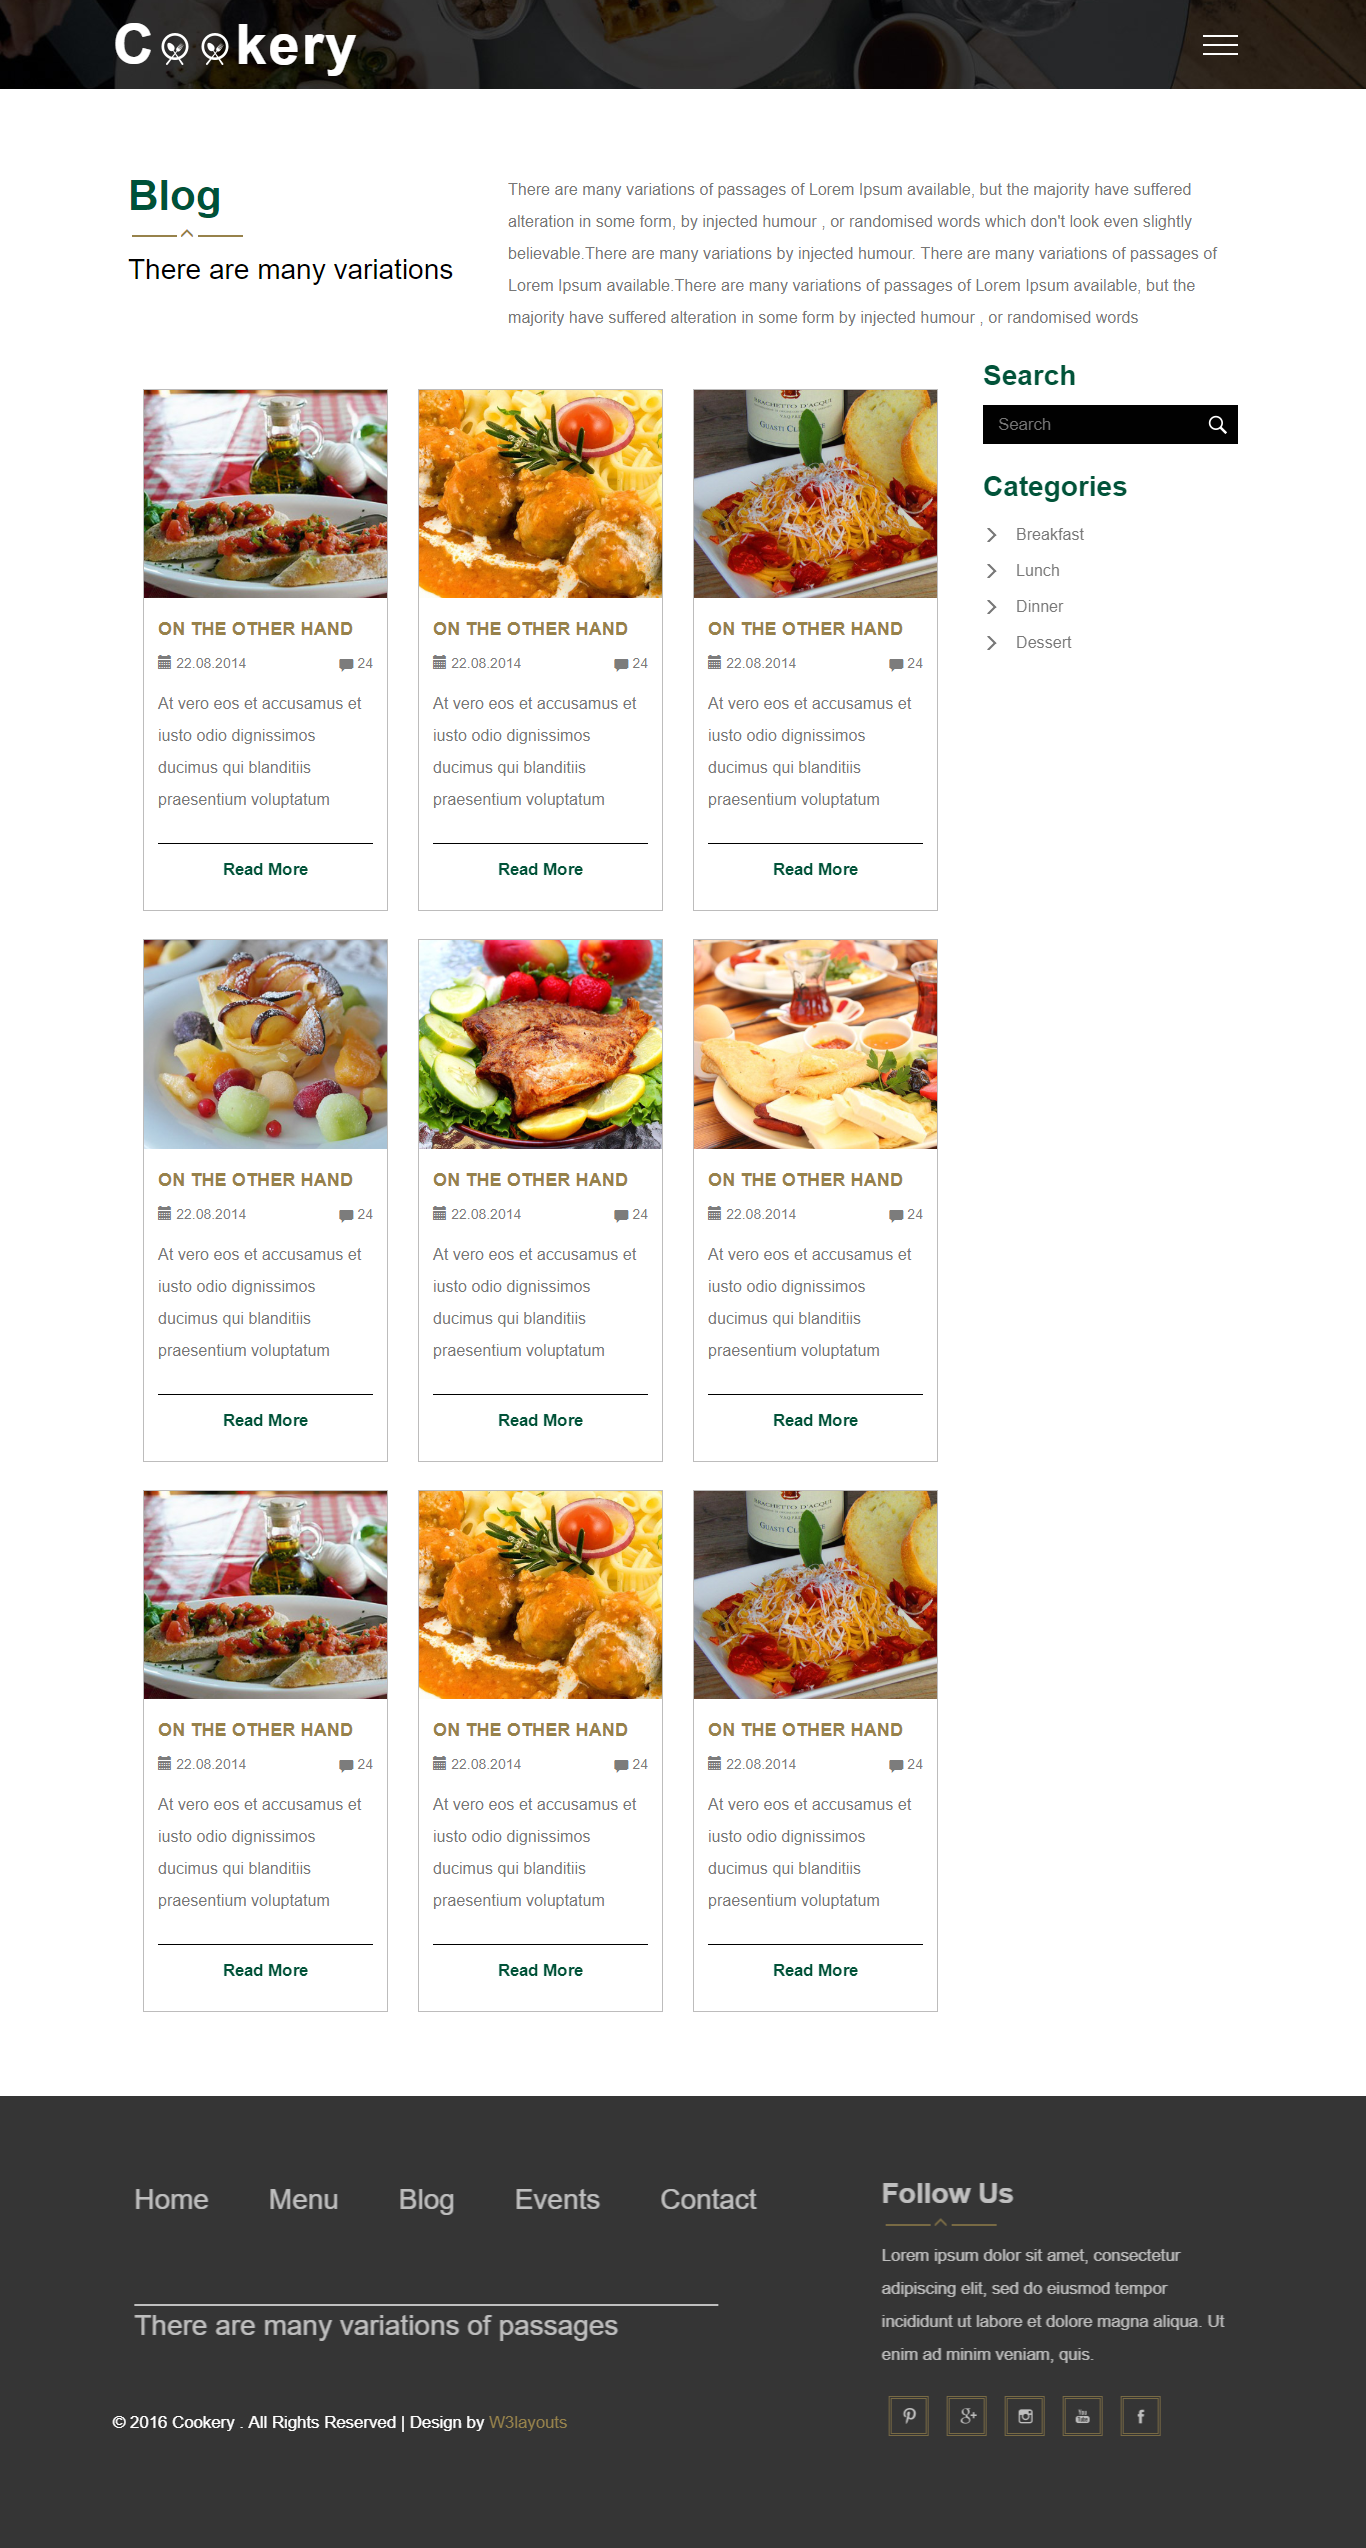 Cookery
Blog
There are many variations
There are many variations of passages of Lorem Ipsum available, but the majority have suffered
alteration in some form, by injected humour , or randomised words which don't look even slightly
believable.There are many variations by injected humour. There are many variations of passages of
Lorem Ipsum available.There are many variations of passages of Lorem Ipsum available, but the
majority have suffered alteration in some form by injected humour , or randomised words
Search
Search
Categories
Breakfast
Lunch
Dinner
Dessert
BRACHETTO D'ACQUI
ON THE OTHER HAND
22.08.2014 24
At vero eos et accusamus et
iusto odio dignissimos
ducimus qui blanditiis
praesentium voluptatum
Read More
ON THE OTHER HAND
22.08.2014 24
At vero eos et accusamus et
iusto odio dignissimos
ducimus qui blanditiis
praesentium voluptatum
Read More
ON THE OTHER HAND
22.08.2014 24
At vero eos et accusamus et
iusto odio dignissimos
ducimus qui blanditiis
praesentium voluptatum
Read More
ON THE OTHER HAND
22.08.2014 24
At vero eos et accusamus et
iusto odio dignissimos
ducimus qui blanditiis
praesentium voluptatum
Read More
ON THE OTHER HAND
22.08.2014 24
At vero eos et accusamus et
iusto odio dignissimos
ducimus qui blanditiis
praesentium voluptatum
Read More
ON THE OTHER HAND
22.08.2014 24
At vero eos et accusamus et
iusto odio dignissimos
ducimus qui blanditiis
praesentium voluptatum
Read More
BRACHETTO D'ACQUI
ON THE OTHER HAND
22.08.2014 24
At vero eos et accusamus et
iusto odio dignissimos
ducimus qui blanditiis
praesentium voluptatum
Read More
ON THE OTHER HAND
22.08.2014 24
At vero eos et accusamus et
iusto odio dignissimos
ducimus qui blanditiis
praesentium voluptatum
Read More
ON THE OTHER HAND
22.08.2014 24
At vero eos et accusamus et
iusto odio dignissimos
ducimus qui blanditiis
praesentium voluptatum
Read More
Home Menu Blog Events Contact
There are many variations of passages
© 2016 Cookery . All Rights Reserved | Design by W3layouts
Follow Us
Lorem ipsum dolor sit amet, consectetur
adipiscing elit, sed do eiusmod tempor
incididunt ut labore et dolore magna aliqua. Ut
enim ad minim veniam, quis.